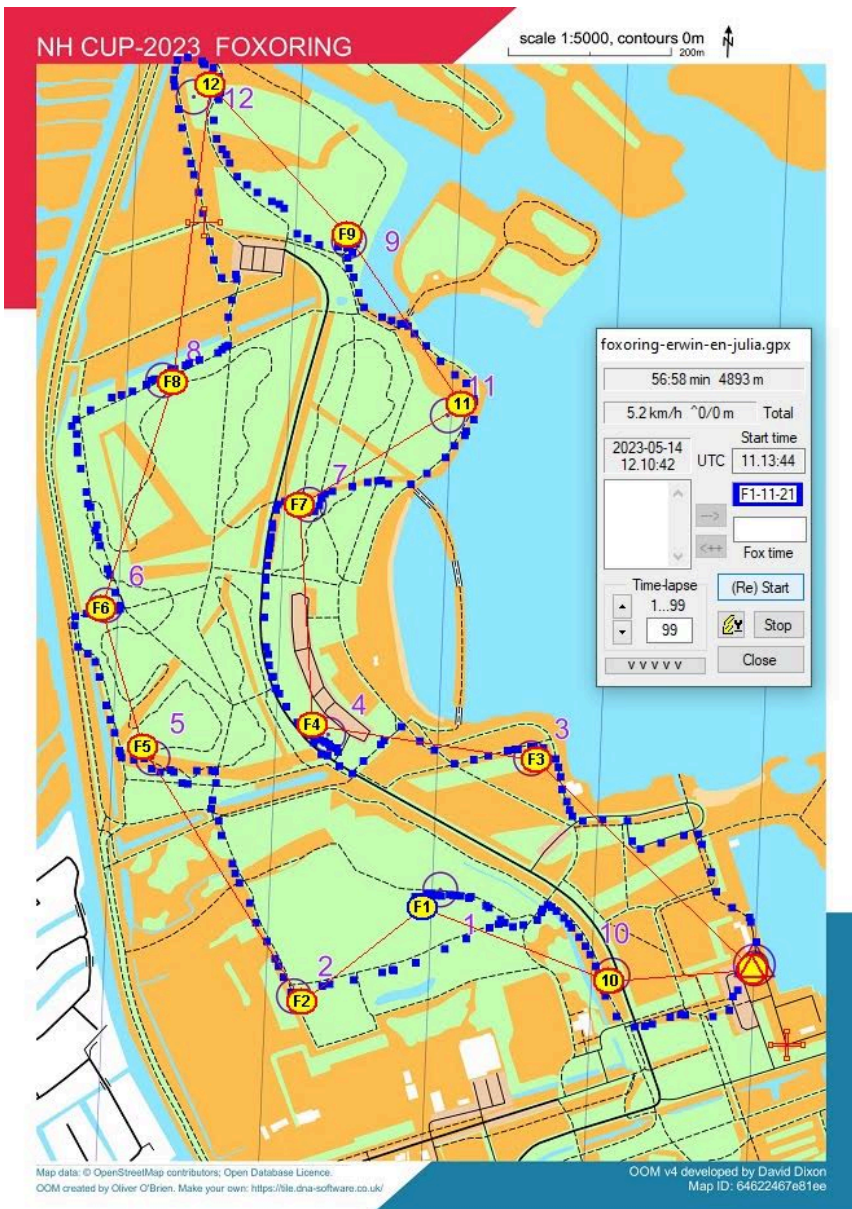 NH CUP-2023 FOXORING
scale 1:5000, contours 0m
200m
N
12
12
F9
9
foxoring-erwin-en-julia.gpx
56:58 min 4893 m
5.2 km/h ^0/0 m Total
Start time
2023-05-14
12.10.42
UTC
11.13:44
F1-11-21
-->
<++
Fox time
Time-lapse
1...99
99
(Re) Start
Stop
v v v v v
Close
8
F8
11
11
7
F7
6
F6
4
F4
5
F5
3
F3
F1
1
10
10
2
F2
Map data: © OpenStreetMap contributors; Open Database Licence.
OOM created by Oliver O'Brien. Make your own: https://tile.dna-software.co.uk/
OOM v4 developed by David Dixon
Map ID: 64622467e81ee